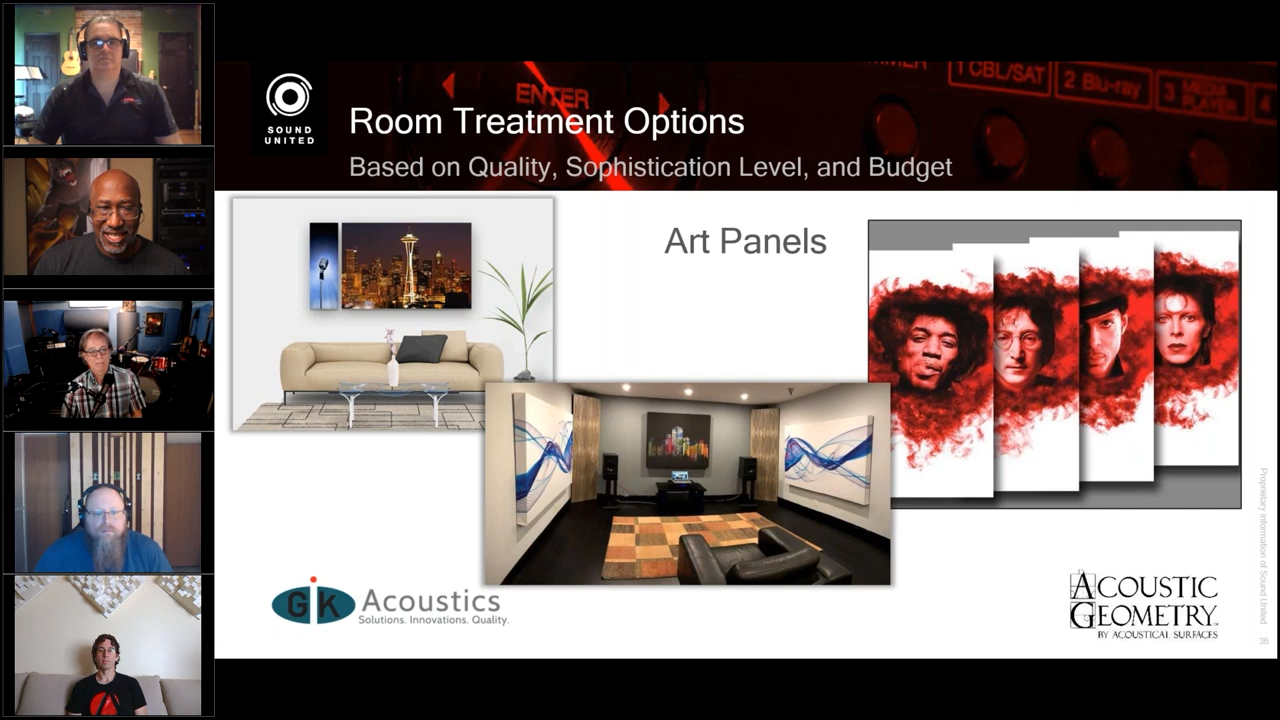 SOUND
UNITED
ENTER
1 CBL/SAT
2 Blu-ray
3 MEDIA
PLAYER
4
Room Treatment Options
Based on Quality, Sophistication Level, and Budget
Art Panels
GiK Acoustics
Solutions. Innovations. Quality.
ACOUSTIC
GEOMETRY
BY ACOUSTICAL SURFACES
Proprietary information of Sound United
36